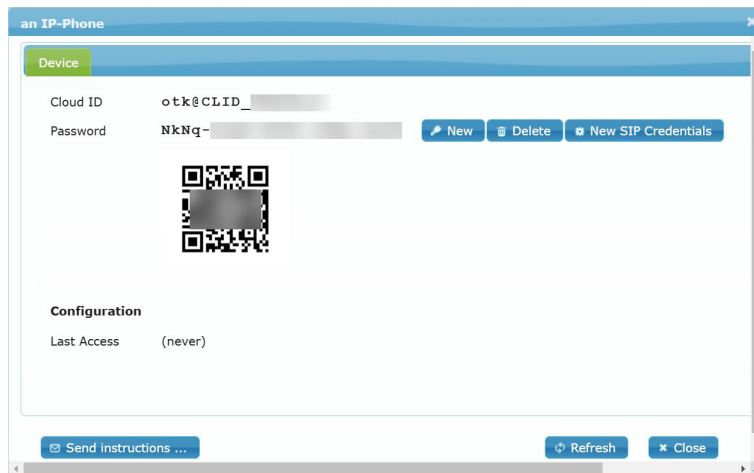 an IP-Phone
Device
Cloud ID otk@CLID_
Password NkNq- New Delete New SIP Credentials
Configuration
Last Access (never)
Send instructions ... Refresh Close